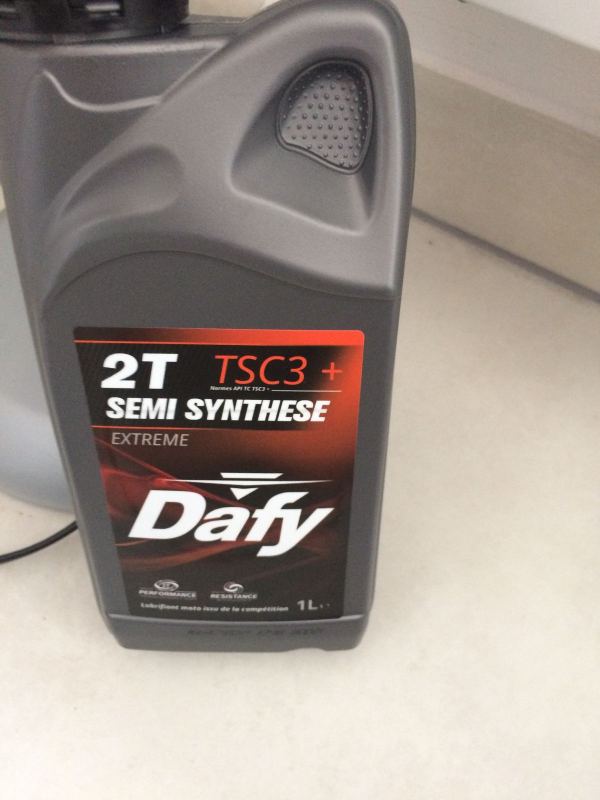 2T TSC3 +
Normes API TC TSC3 +
SEMI SYNTHESE
EXTREME
Dafy
PERFORMANCE RESISTANCE
Lubrifiant moto issu de la compétition 1L